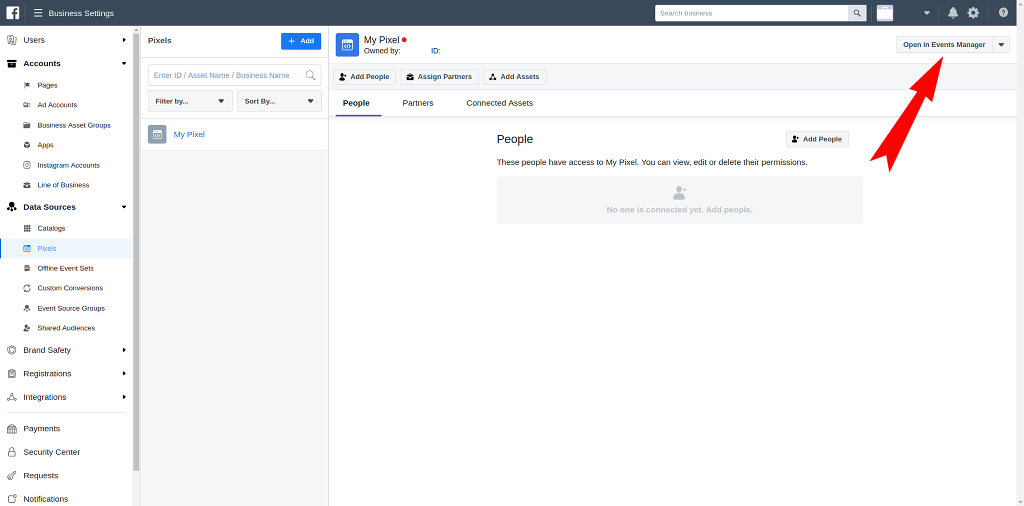 Business Settings
Search business
Users
Accounts
Pages
Ad Accounts
Business Asset Groups
Apps
Instagram Accounts
Line of Business
Data Sources
Catalogs
Pixels
Offline Event Sets
Custom Conversions
Event Source Groups
Shared Audiences
Brand Safety
Registrations
Integrations
Payments
Security Center
Requests
Notifications
Pixels
+ Add
Enter ID / Asset Name / Business Name
Filter by... Sort By...
My Pixel
My Pixel
Owned by: ID:
Open in Events Manager
Add People Assign Partners Add Assets
People Partners Connected Assets
People
Add People
These people have access to My Pixel. You can view, edit or delete their permissions.
No one is connected yet. Add people.